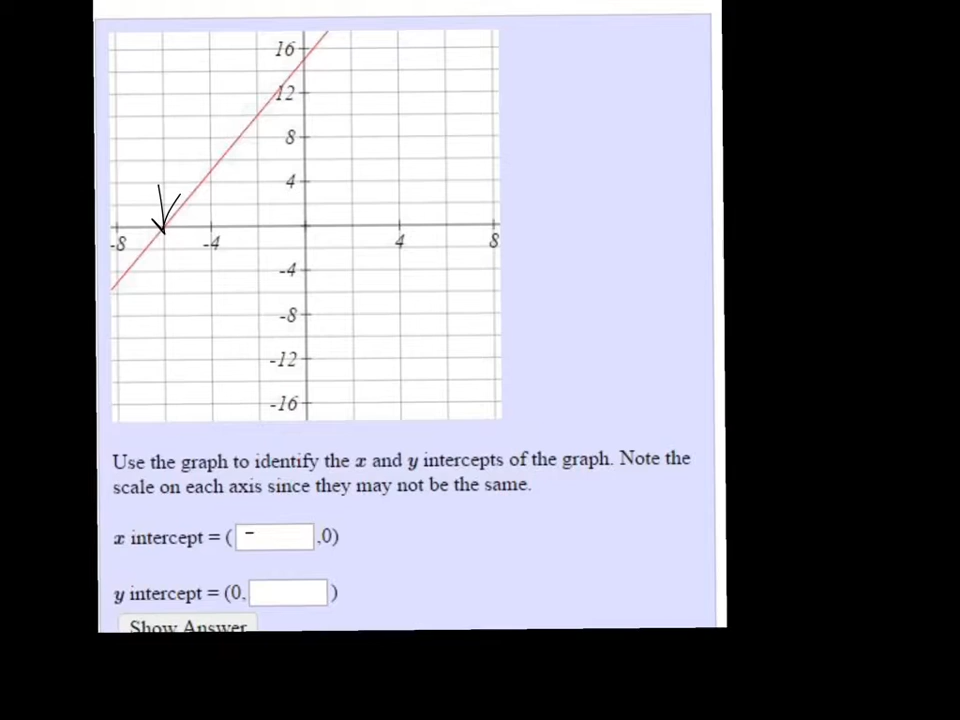 16
12
8
4
-8 -4 4 8
-4
-8
-12
-16
Use the graph to identify the x and y intercepts of the graph. Note the
scale on each axis since they may not be the same.
x intercept = ( - ,0)
y intercept = (0, )
Show Answer